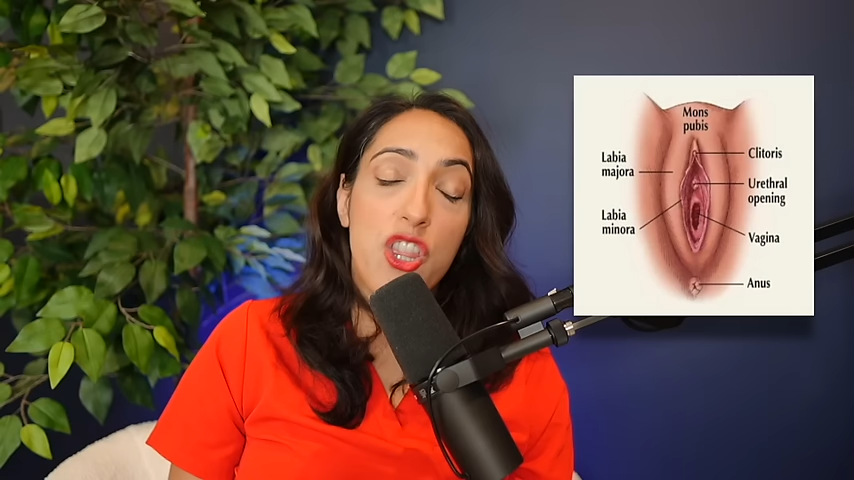 Mons
pubis
Clitoris
Labia
majora
Urethral
opening
Labia
minora
Vagina
Anus